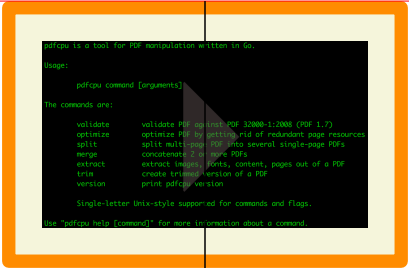 pdfcpu is a tool for PDF manipulation written in Go.
Usage:
pdfcpu command [arguments]
The commands are:
validate validate PDF against PDF 32000-1:2008 (PDF 1.7)
optimize optimize PDF by getting rid of redundant page resources
split split multi-page PDF into several single-page PDFs
merge concatenate 2 or more PDFs
extract extract images, fonts, content, pages out of a PDF
trim create trimmed version of a PDF
version print pdfcpu version
Single-letter Unix-style supported for commands and flags.
Use "pdfcpu help [command]" for more information about a command.